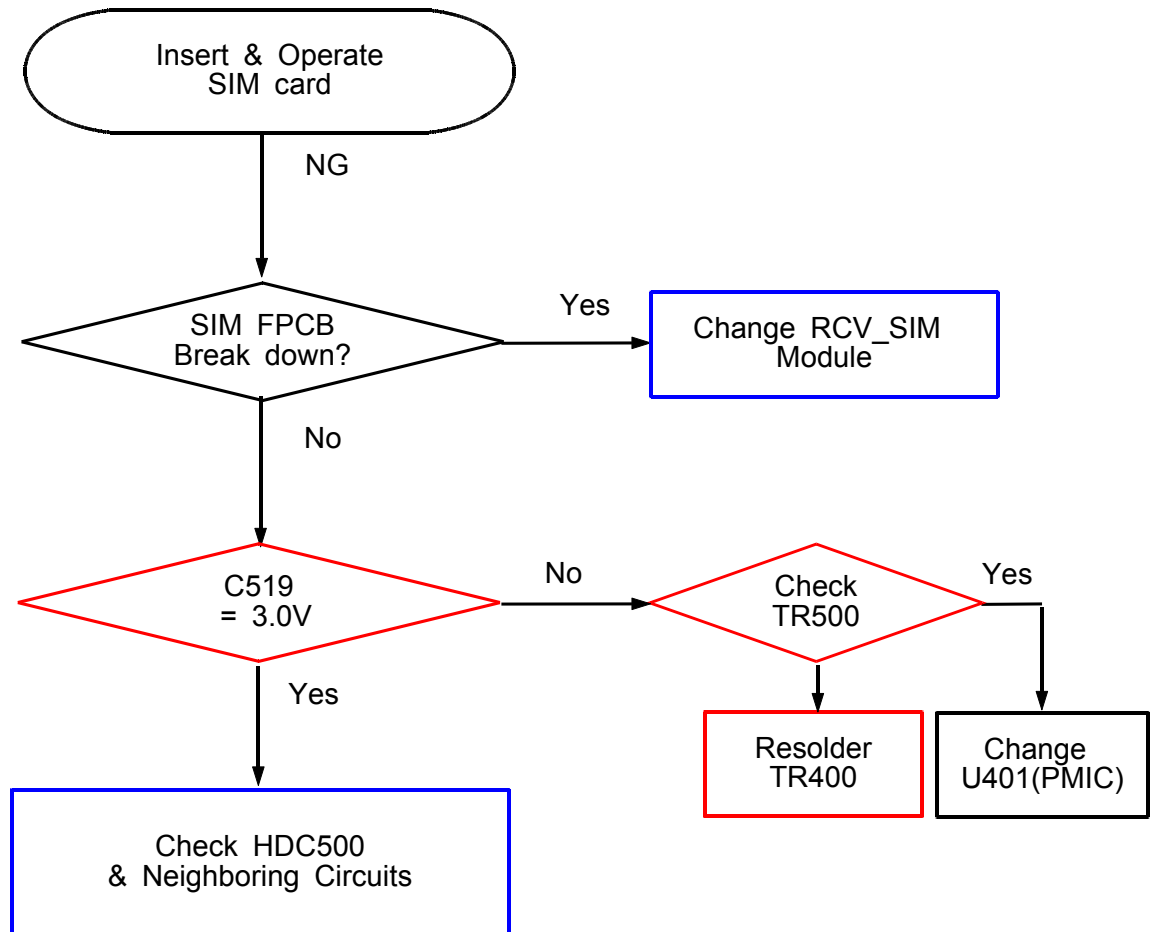 Insert & Operate
SIM card
NG
SIM FPCB
Break down?
Yes
Change RCV_SIM
Module
No
C519
= 3.0V
No
Check
TR500
Yes
Yes
Resolder
TR400
Change
U401(PMIC)
Check HDC500
& Neighboring Circuits